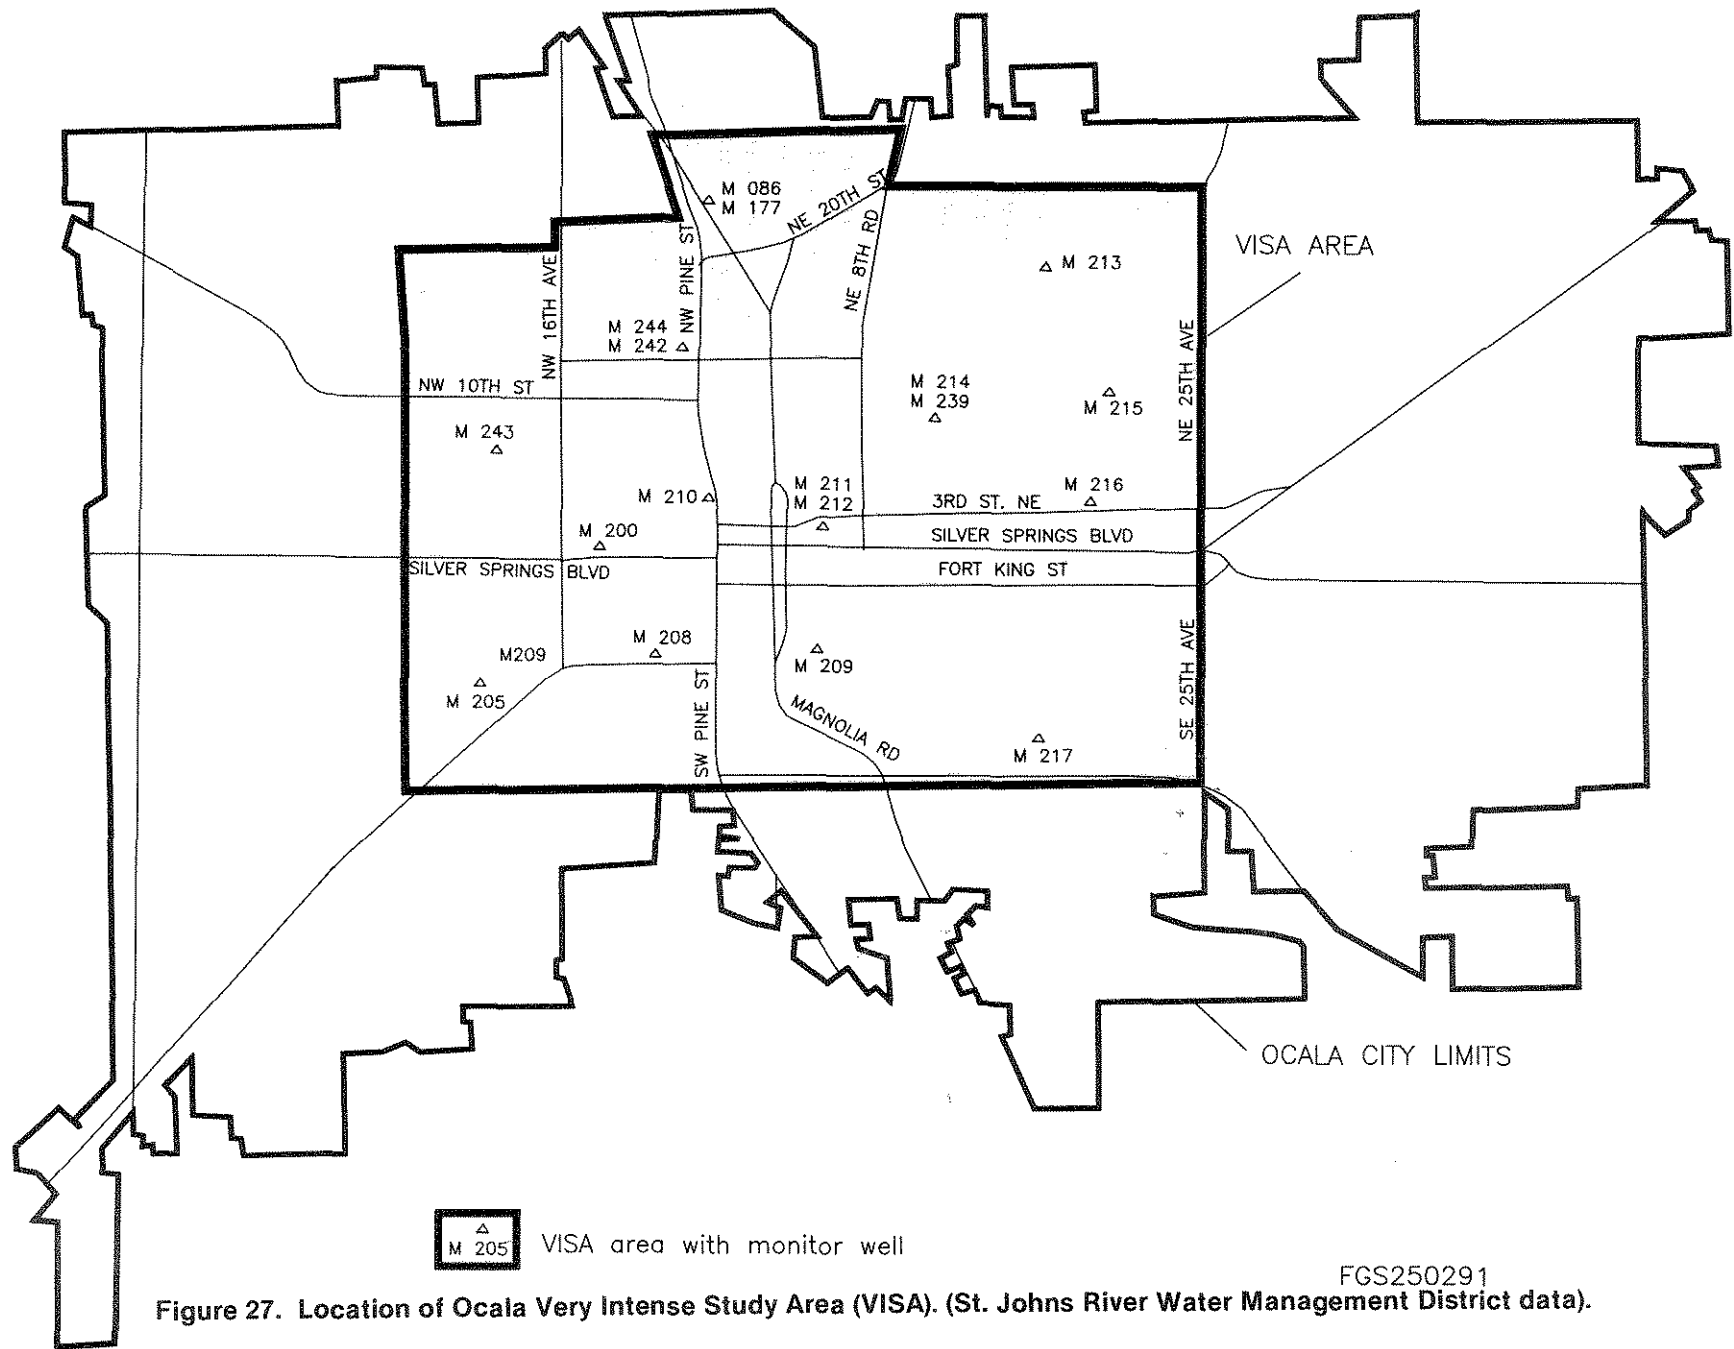 M 086
M 177
NE 20TH ST
NW PINE ST
NE 8TH RD
VISA AREA
M 213
NW 16TH AVE
M 244
M 242
NE 25TH AVE
NW 10TH ST
M 214
M 239
M 215
M 243
M 211
M 212
M 210
M 216
3RD ST. NE
M 200
SILVER SPRINGS BLVD
SILVER SPRINGS BLVD
FORT KING ST
M 208
M209
M 209
SE 25TH AVE
M 205
SW PINE ST
MAGNOLIA RD
M 217
OCALA CITY LIMITS
M 205
VISA area with monitor well
FGS250291
Figure 27. Location of Ocala Very Intense Study Area (VISA). (St. Johns River Water Management District data).